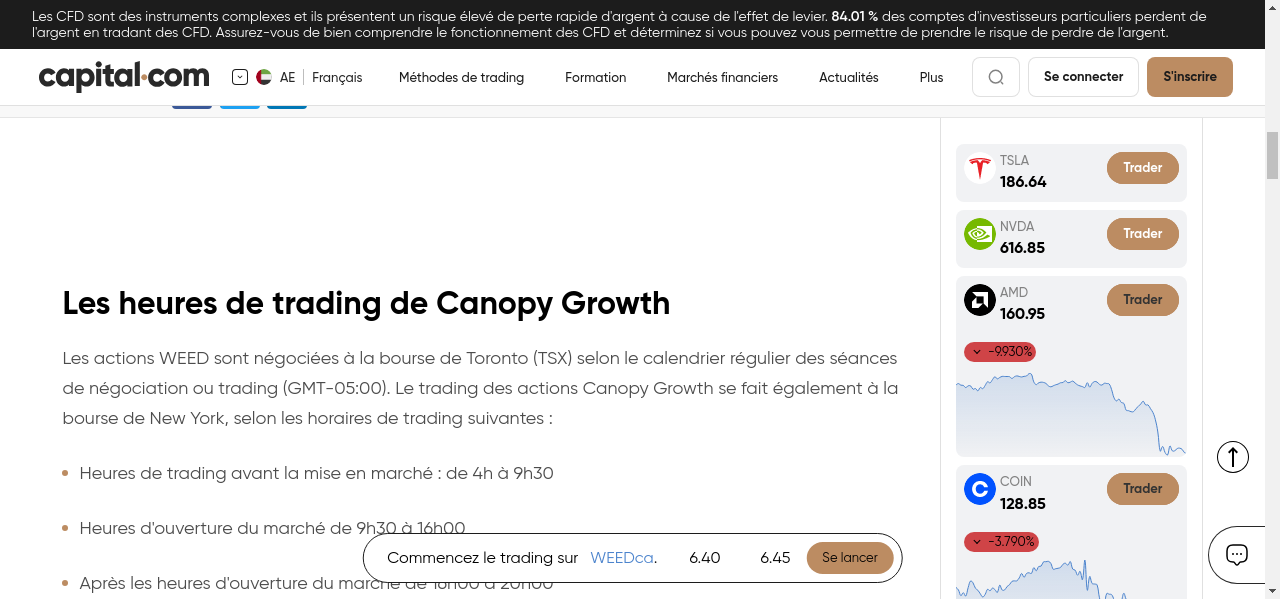 Les CFD sont des instruments complexes et ils présentent un risque élevé de perte rapide d'argent à cause de l'effet de levier. 84.01 % des comptes d'investisseurs particuliers perdent de
l'argent en tradant des CFD. Assurez-vous de bien comprendre le fonctionnement des CFD et déterminez si vous pouvez vous permettre de prendre le risque de perdre de l'argent.
capital.com AE Français Méthodes de trading Formation Marchés financiers Actualités Plus Se connecter S'inscrire
TSLA
186.64
Trader
NVDA
616.85
Trader
AMD
160.95
Trader
-9.930%
COIN
128.85
Trader
-3.790%
Les heures de trading de Canopy Growth
Les actions WEED sont négociées à la bourse de Toronto (TSX) selon le calendrier régulier des séances
de négociation ou trading (GMT-05:00). Le trading des actions Canopy Growth se fait également à la
bourse de New York, selon les horaires de trading suivantes :
Heures de trading avant la mise en marché : de 4h à 9h30
Heures d'ouverture du marché de 9h30 à 16h00
Après les heures d'ouverture du marché de 16h00 à 20h00
Commencez le trading sur WEEDca. 6.40 6.45 Se lancer